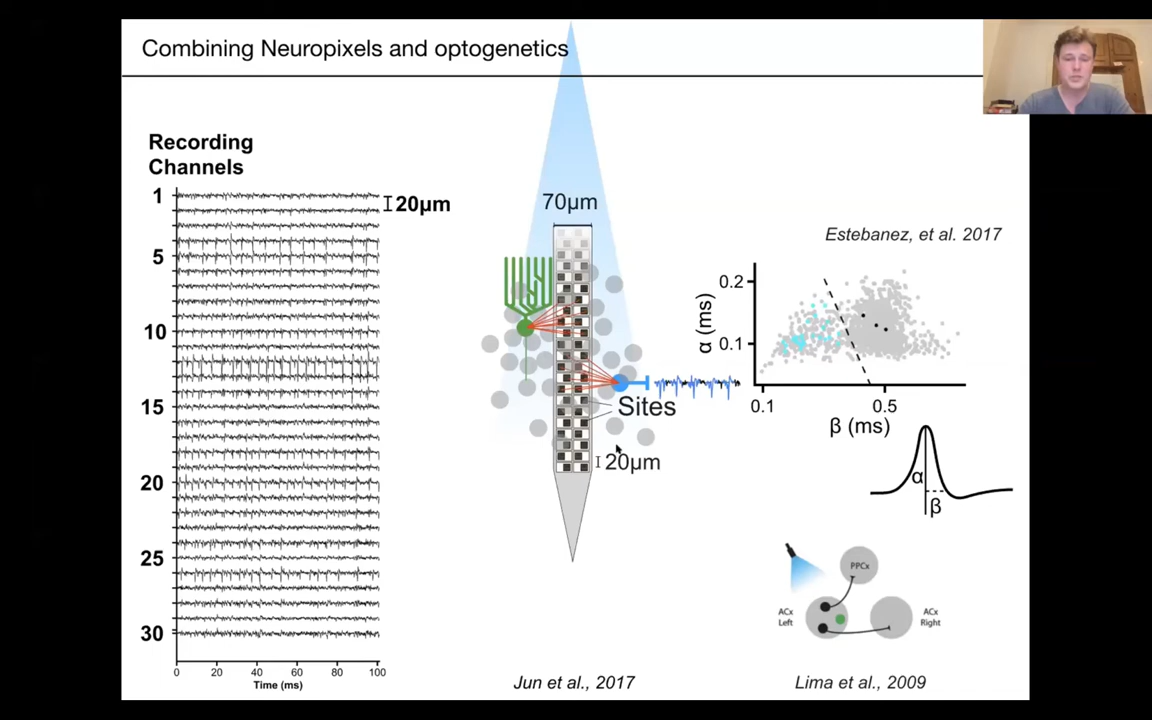 Combining Neuropixels and optogenetics
Recording
Channels
1
20µm
5
10
15
20
25
30
0 20 40 60 80 100
Time (ms)
70µm
Sites
20µm
Jun et al., 2017
Estebanez, et al. 2017
0.2
0.1
α (ms)
0.1 0.5
β (ms)
α
β
PPCx
ACx
Left
ACx
Right
Lima et al., 2009